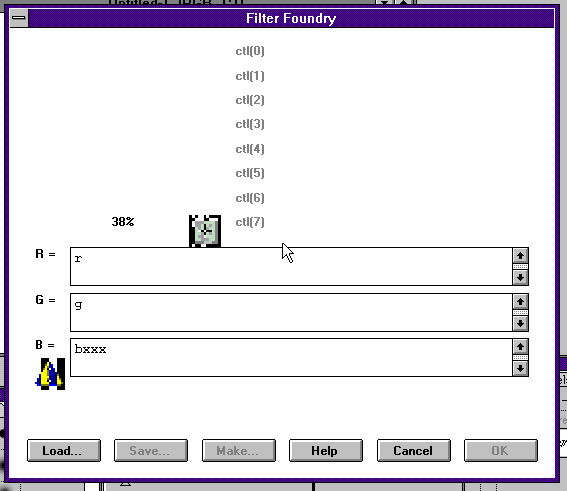 Filter Foundry
ctl(0)
ctl(1)
ctl(2)
ctl(3)
ctl(4)
ctl(5)
ctl(6)
ctl(7)
38%
R =
r
G =
g
B =
bxxx
Load...
Save...
Make...
Help
Cancel
OK